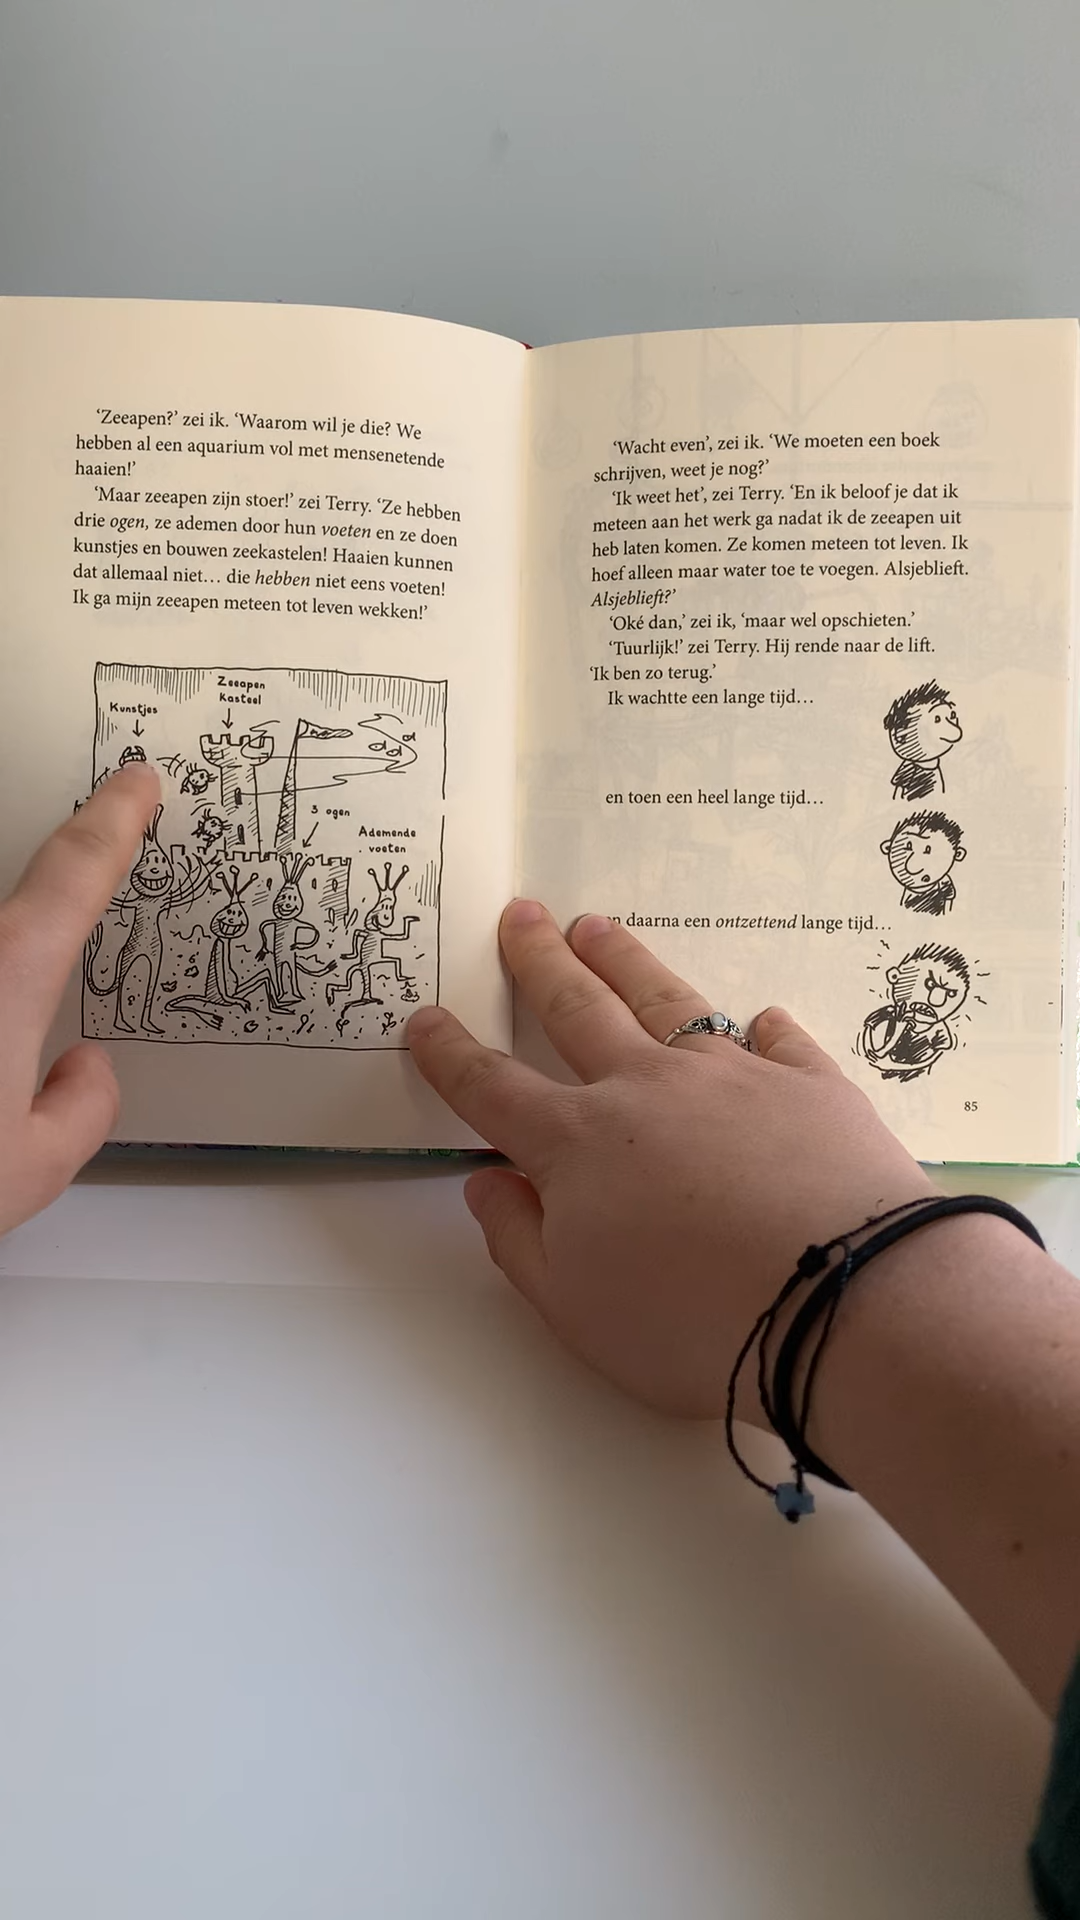 ‘Zeeapen?’ zei ik. ‘Waarom wil je die? We
hebben al een aquarium vol met mensenetende
haaien!’
‘Maar zeeapen zijn stoer!’ zei Terry. ‘Ze hebben
drie ogen, ze ademen door hun voeten en ze doen
kunstjes en bouwen zeekastelen! Haaien kunnen
dat allemaal niet… die hebben niet eens voeten!
Ik ga mijn zeeapen meteen tot leven wekken!’
Zeeapen
Kasteel
Kunstjes
3 ogen
Ademende
voeten
‘Wacht even’, zei ik. ‘We moeten een boek
schrijven, weet je nog?’
‘Ik weet het’, zei Terry. ‘En ik beloof je dat ik
meteen aan het werk ga nadat ik de zeeapen uit
heb laten komen. Ze komen meteen tot leven. Ik
hoef alleen maar water toe te voegen. Alsjeblieft.
Alsjeblieft?’
‘Oké dan,’ zei ik, ‘maar wel opschieten.’
‘Tuurlijk!’ zei Terry. Hij rende naar de lift.
‘Ik ben zo terug.’
Ik wachtte een lange tijd…
en toen een heel lange tijd…
daarna een ontzettend lange tijd…
85